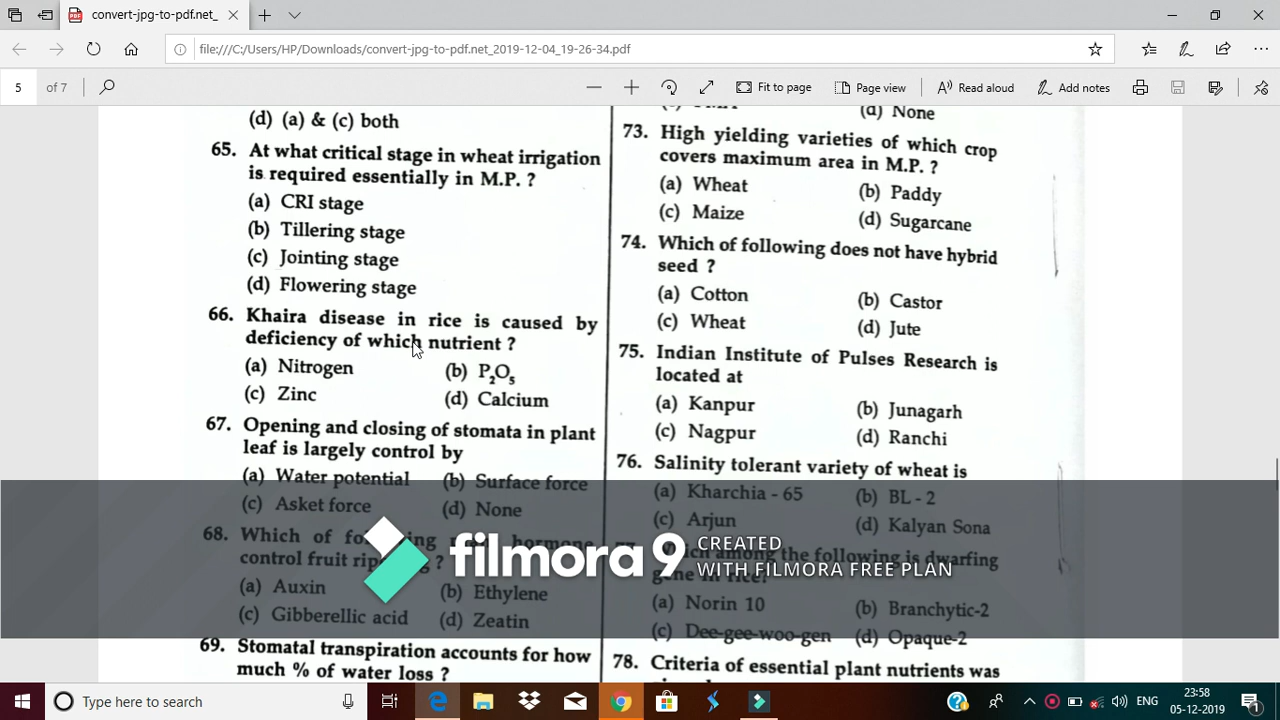 convert-jpg-to-pdf.net_
file:///C:/Users/HP/Downloads/convert-jpg-to-pdf.net_2019-12-04_19-26-34.pdf
5 of 7
Fit to page
Page view
Read aloud
Add notes
(d) (a) & (c) both
65. At what critical stage in wheat irrigation
is required essentially in M.P. ?
(a) CRI stage
(b) Tillering stage
(c) Jointing stage
(d) Flowering stage
66. Khaira disease in rice is caused by
deficiency of which nutrient ?
(a) Nitrogen (b) P₂O₅
(c) Zinc (d) Calcium
67. Opening and closing of stomata in plant
leaf is largely control by
(a) Water potential (b) Surface force
(c) Asket force (d) None
68. Which of hormone
control fruit ?
(a) Auxin (b) Ethylene
(c) Gibberellic acid (d) Zeatin
69. Stomatal transpiration accounts for how
much % of water loss ?
(d) None
73. High yielding varieties of which crop
covers maximum area in M.P. ?
(a) Wheat (b) Paddy
(c) Maize (d) Sugarcane
74. Which of following does not have hybrid
seed ?
(a) Cotton (b) Castor
(c) Wheat (d) Jute
75. Indian Institute of Pulses Research is
located at
(a) Kanpur (b) Junagarh
(c) Nagpur (d) Ranchi
76. Salinity tolerant variety of wheat is
(a) Kharchia - 65 (b) BL - 2
(c) Arjun (d) Kalyan Sona
Which among the following is dwarfing
gene in rice?
(a) Norin 10 (b) Branchytic-2
(c) Dee-gee-woo-gen (d) Opaque-2
78. Criteria of essential plant nutrients was
filmora 9
CREATED
WITH FILMORA FREE PLAN
Type here to search
ENG
23:58
05-12-2019